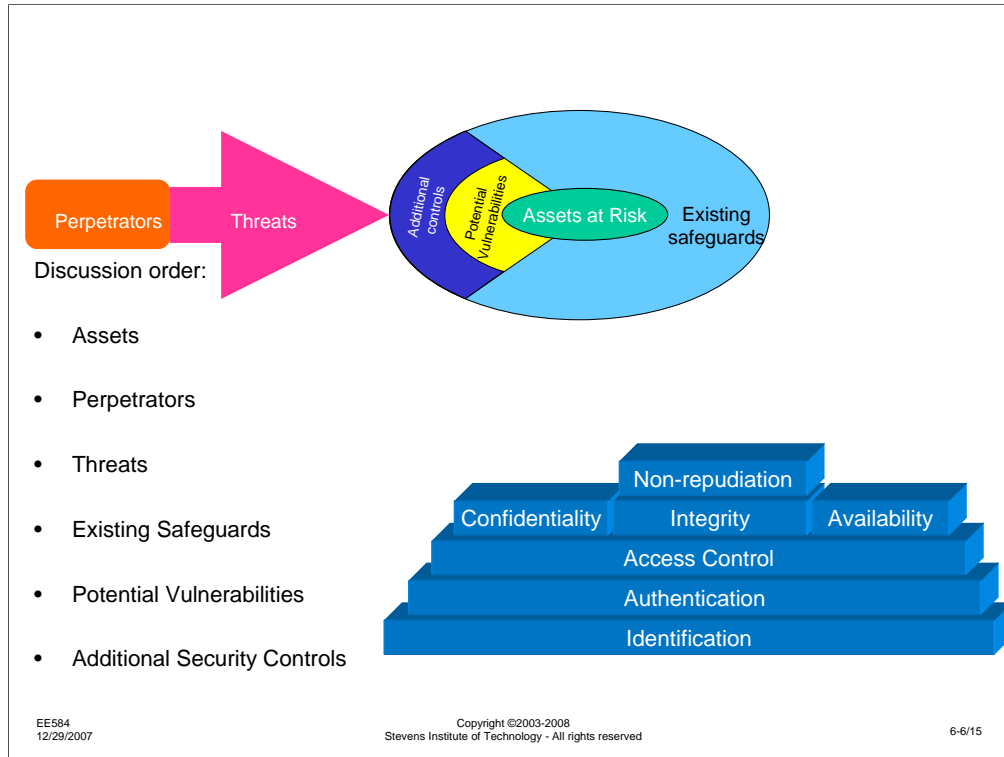 Perpetrators
Threats
Additional
controls
Potential
Vulnerabilities
Assets at Risk
Existing
safeguards
Discussion order:
• Assets
• Perpetrators
• Threats
• Existing Safeguards
• Potential Vulnerabilities
• Additional Security Controls
Non-repudiation
Confidentiality
Integrity
Availability
Access Control
Authentication
Identification
EE584
12/29/2007
Copyright ©2003-2008
Stevens Institute of Technology - All rights reserved
6-6/15